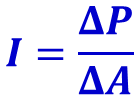 I = ΔP / ΔA